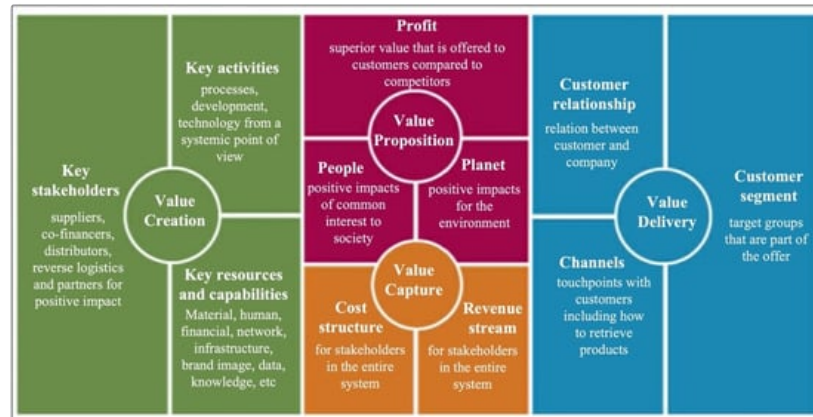 Key
stakeholders
suppliers,
co-financers,
distributors,
reverse logistics
and partners for
positive impact
Value
Creation
Key activities
processes,
development,
technology from a
systemic point of
view
Key resources
and capabilities
Material, human,
financial, network,
infrastructure,
brand image, data,
knowledge, etc
Profit
superior value that is offered to
customers compared to
competitors
Value
Proposition
People
positive impacts
of common
interest to
society
Planet
positive impacts
for the
environment
Value
Capture
Cost
structure
for stakeholders
in the entire
system
Revenue
stream
for stakeholders
in the entire
system
Customer
relationship
relation between
customer and
company
Value
Delivery
Channels
touchpoints with
customers
including how
to retrieve
products
Customer
segment
target groups
that are part of
the offer